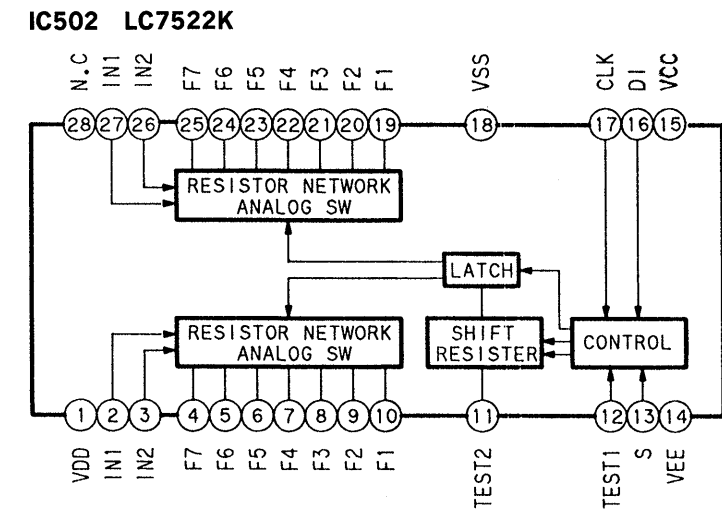 IC502 LC7522K
N.C IN1 IN2 F7 F6 F5 F4 F3 F2 F1 VSS CLK DI VCC
28 27 26 25 24 23 22 21 20 19 18 17 16 15
RESISTOR NETWORK
ANALOG SW
LATCH
RESISTOR NETWORK
ANALOG SW
SHIFT
RESISTER
CONTROL
1 2 3 4 5 6 7 8 9 10 11 12 13 14
VDD IN1 IN2 F7 F6 F5 F4 F3 F2 F1 TEST2 TEST1 S VEE